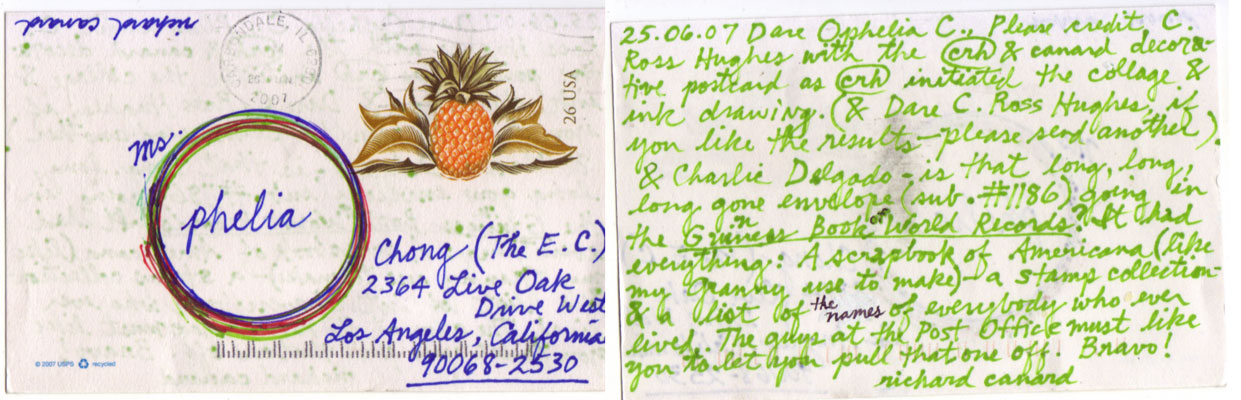 richard canard
CARBONDALE, IL
2007
26 USA
Ms.
phelia
Chong (The E.C.)
2364 Live Oak
Drive West
Los Angeles, California
90068-2530
© 2007 USPS recycled
25.06.07 Dare Ophelia C., Please credit, C.
Ross Hughes with the crh & canard decora-
tive postcard as crh initiated the collage &
ink drawing. (& Dare C. Ross Hughes, if
you like the results—please send another).
& Charlie Delgado - is that long, long,
long gone envelope (sub. #1186) going in
the Guinness Book of World Records? It had
everything: A scrapbook of Americana (like
my Granny use to make) - a stamps collection
& a list of the names of everybody who ever
lived. The guys at the Post Office must like
you to let you pull that one off. Bravo!
richard canard